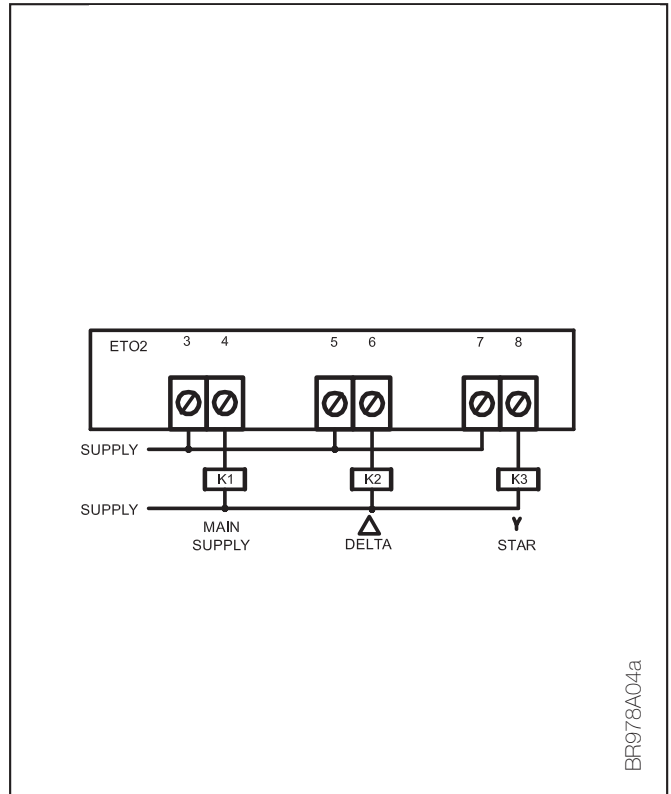 ETO2 3 4 5 6 7 8
SUPPLY
K1 K2 K3
SUPPLY
MAIN
SUPPLY
DELTA
STAR
BR978A04a